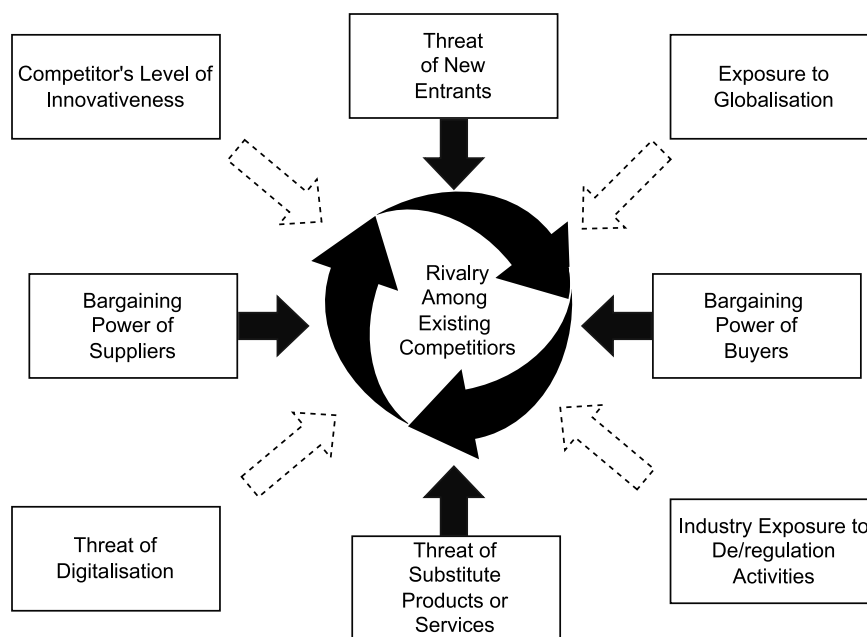 Competitor's Level of
Innovativeness
Threat
of New
Entrants
Exposure to
Globalisation
Bargaining
Power of
Suppliers
Rivalry
Among
Existing
Competitiors
Bargaining
Power of
Buyers
Threat of
Digitalisation
Threat of
Substitute
Products or
Services
Industry Exposure to
De/regulation
Activities